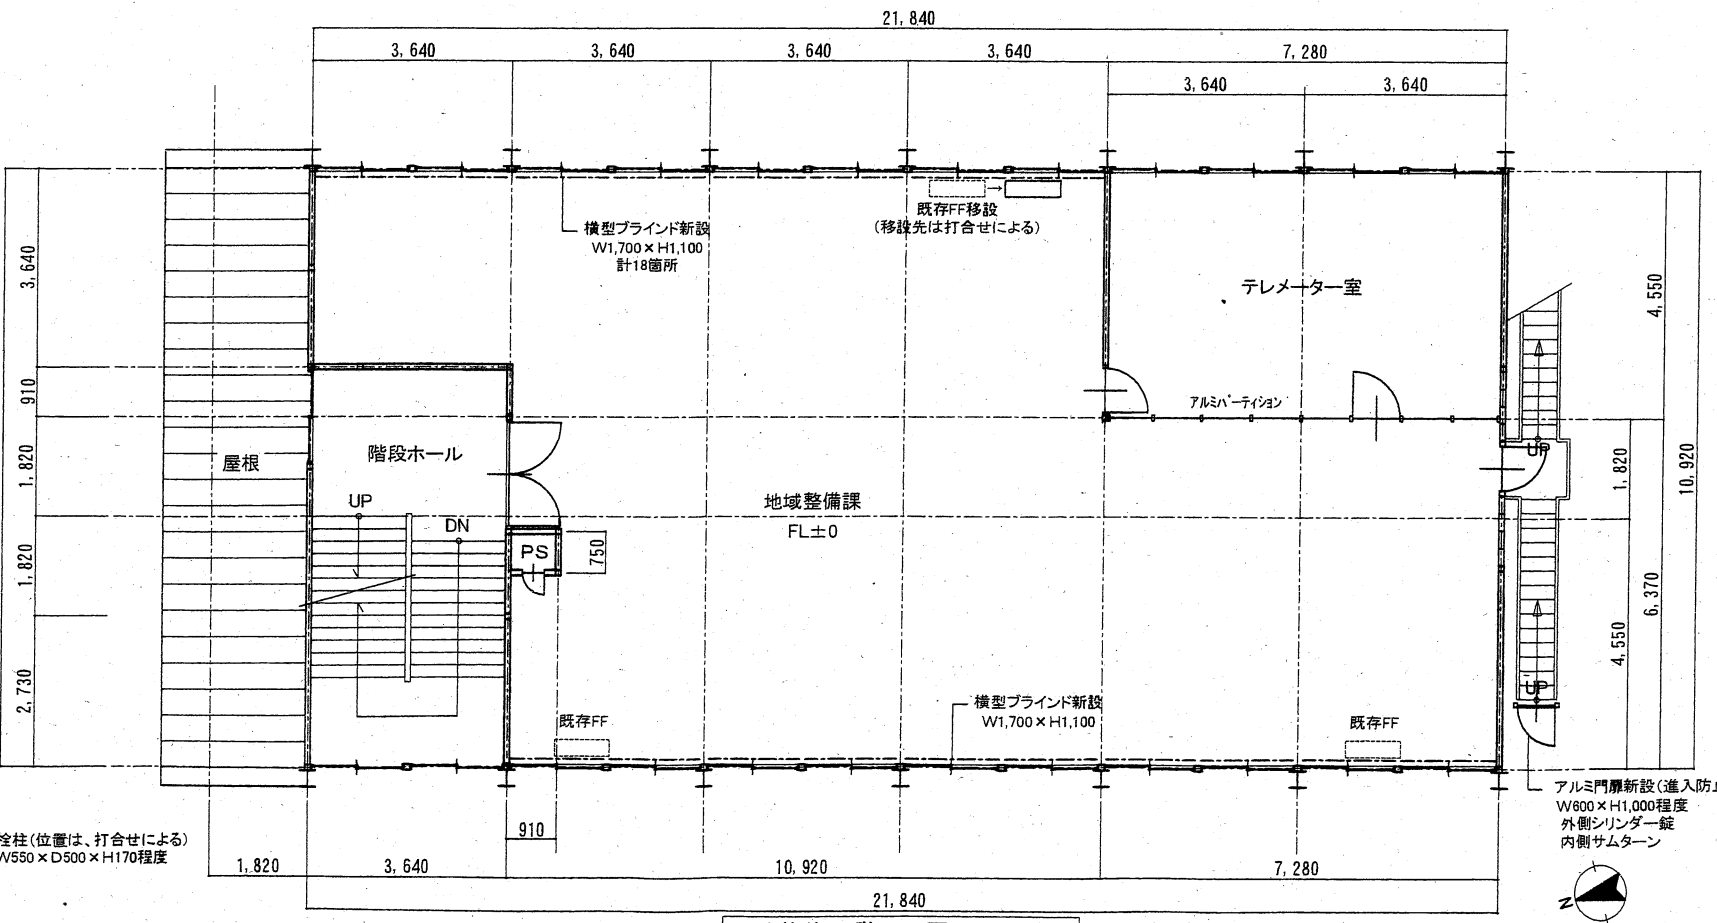 21,840
3,640
3,640
3,640
3,640
7,280
3,640
3,640
既存FF移設
(移設先は打合せによる)
横型ブラインド新設
W1,700×H1,100
計18箇所
テレメーター室
3,640
4,550
910
アルミパーティション
階段ホール
屋根
1,820
UP
1,820
10,920
UP
地域整備課
DN
FL±0
PS
750
1,820
6,370
4,550
2,730
UP
横型ブラインド新設
W1,700×H1,100
既存FF
既存FF
アルミ門扉新設(進入防
W600×H1,000程度
外側シリンダー錠
内側サムターン
栓柱(位置は、打合せによる)
W550×D500×H170程度
910
1,820
3,640
10,920
7,280
21,840
N